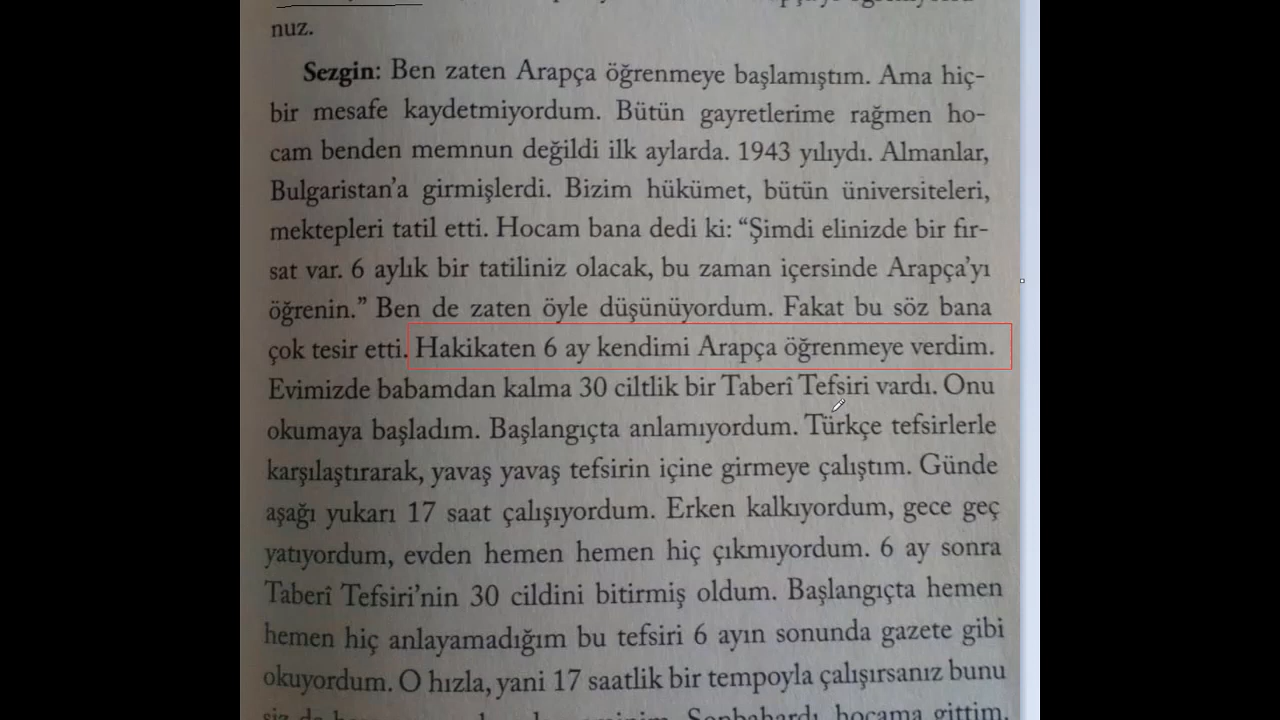 nuz.
Sezgin: Ben zaten Arapça öğrenmeye başlamıştım. Ama hiç-
bir mesafe kaydetmiyordum. Bütün gayretlerime rağmen ho-
cam benden memnun değildi ilk aylarda. 1943 yılıydı. Almanlar,
Bulgaristan'a girmişlerdi. Bizim hükümet, bütün üniversiteleri,
mektepleri tatil etti. Hocam bana dedi ki: “Şimdi elinizde bir fır-
sat var. 6 aylık bir tatiliniz olacak, bu zaman içersinde Arapça'yı
öğrenin.” Ben de zaten öyle düşünüyordum. Fakat bu söz bana
çok tesir etti. Hakikaten 6 ay kendimi Arapça öğrenmeye verdim.
Evimizde babamdan kalma 30 ciltlik bir Taberî Tefsiri vardı. Onu
okumaya başladım. Başlangıçta anlamıyordum. Türkçe tefsirlerle
karşılaştırarak, yavaş yavaş tefsirin içine girmeye çalıştım. Günde
aşağı yukarı 17 saat çalışıyordum. Erken kalkıyordum, gece geç
yatıyordum, evden hemen hemen hiç çıkmıyordum. 6 ay sonra
Taberî Tefsiri'nin 30 cildini bitirmiş oldum. Başlangıçta hemen
hemen hiç anlayamadığım bu tefsiri 6 ayın sonunda gazete gibi
okuyordum. O hızla, yani 17 saatlik bir tempoyla çalışırsanız bunu
Sonbahardı, hocama gittim.